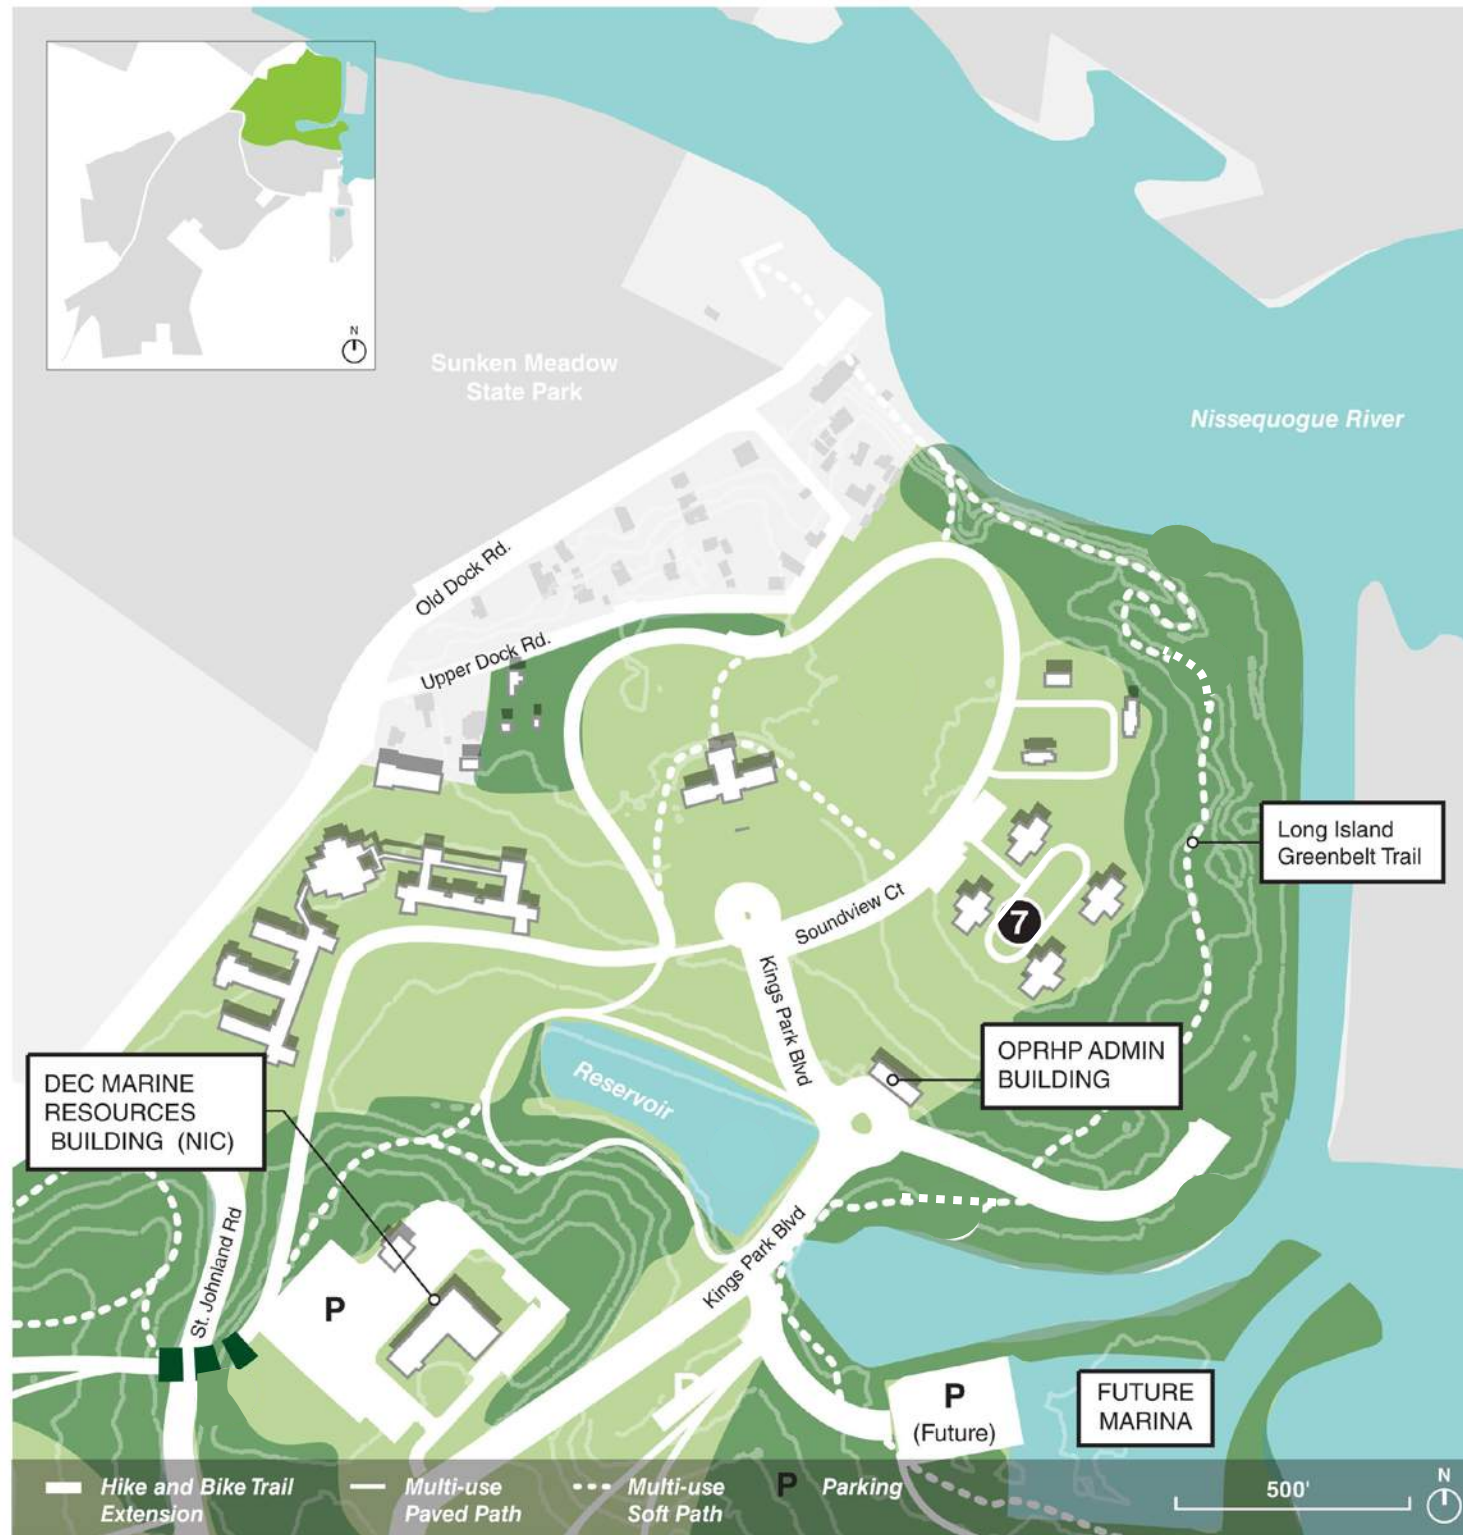 N
Sunken Meadow
State Park
Nissequogue River
Old Dock Rd.
Upper Dock Rd.
Long Island
Greenbelt Trail
Soundview Ct
7
Kings Park Blvd
OPRHP ADMIN
BUILDING
Reservoir
DEC MARINE
RESOURCES
BUILDING (NIC)
St. Johnland Rd
Kings Park Blvd
P
P
P
(Future)
FUTURE
MARINA
Hike and Bike Trail
Extension
Multi-use
Paved Path
Multi-use
Soft Path
P Parking
500'
N